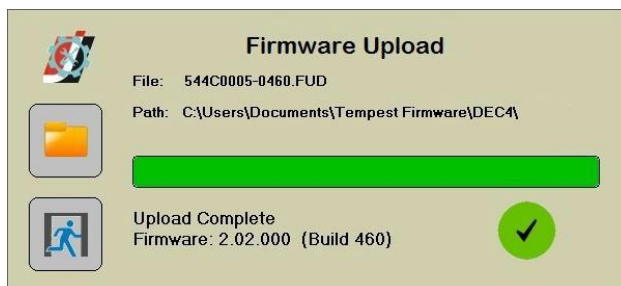 Firmware Upload
File: 544C0005-0460.FUD
Path: C:\Users\Documents\Tempest Firmware\DEC4\
Upload Complete
Firmware: 2.02.000 (Build 460)